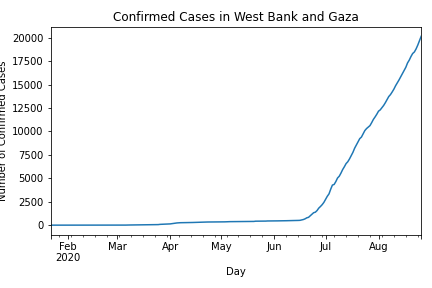 Confirmed Cases in West Bank and Gaza
Number of Confirmed Cases
20000
17500
15000
12500
10000
7500
5000
2500
0
Feb
2020
Mar
Apr
May
Jun
Jul
Aug
Day